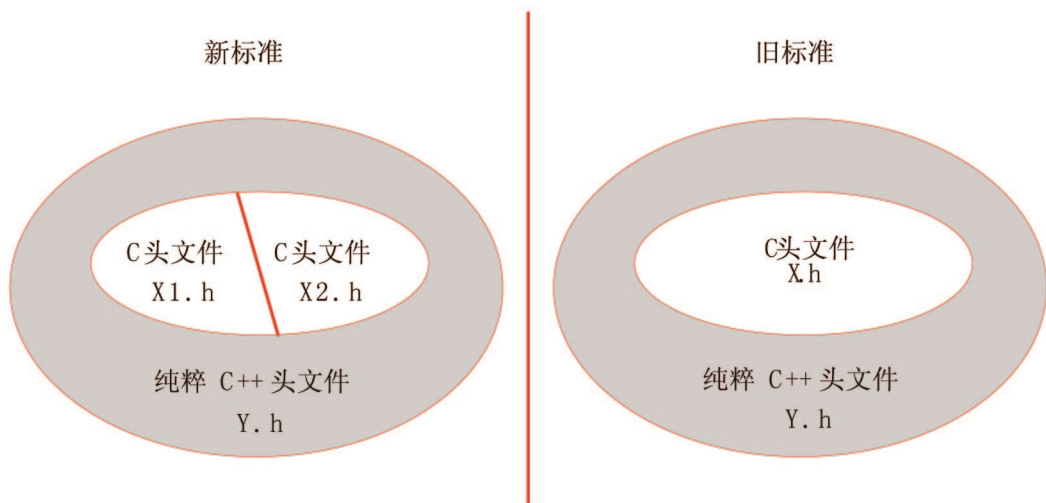 新标准
C头文件
X1.h
C头文件
X2.h
纯粹 C++ 头文件
Y.h
旧标准
C头文件
X.h
纯粹 C++ 头文件
Y.h